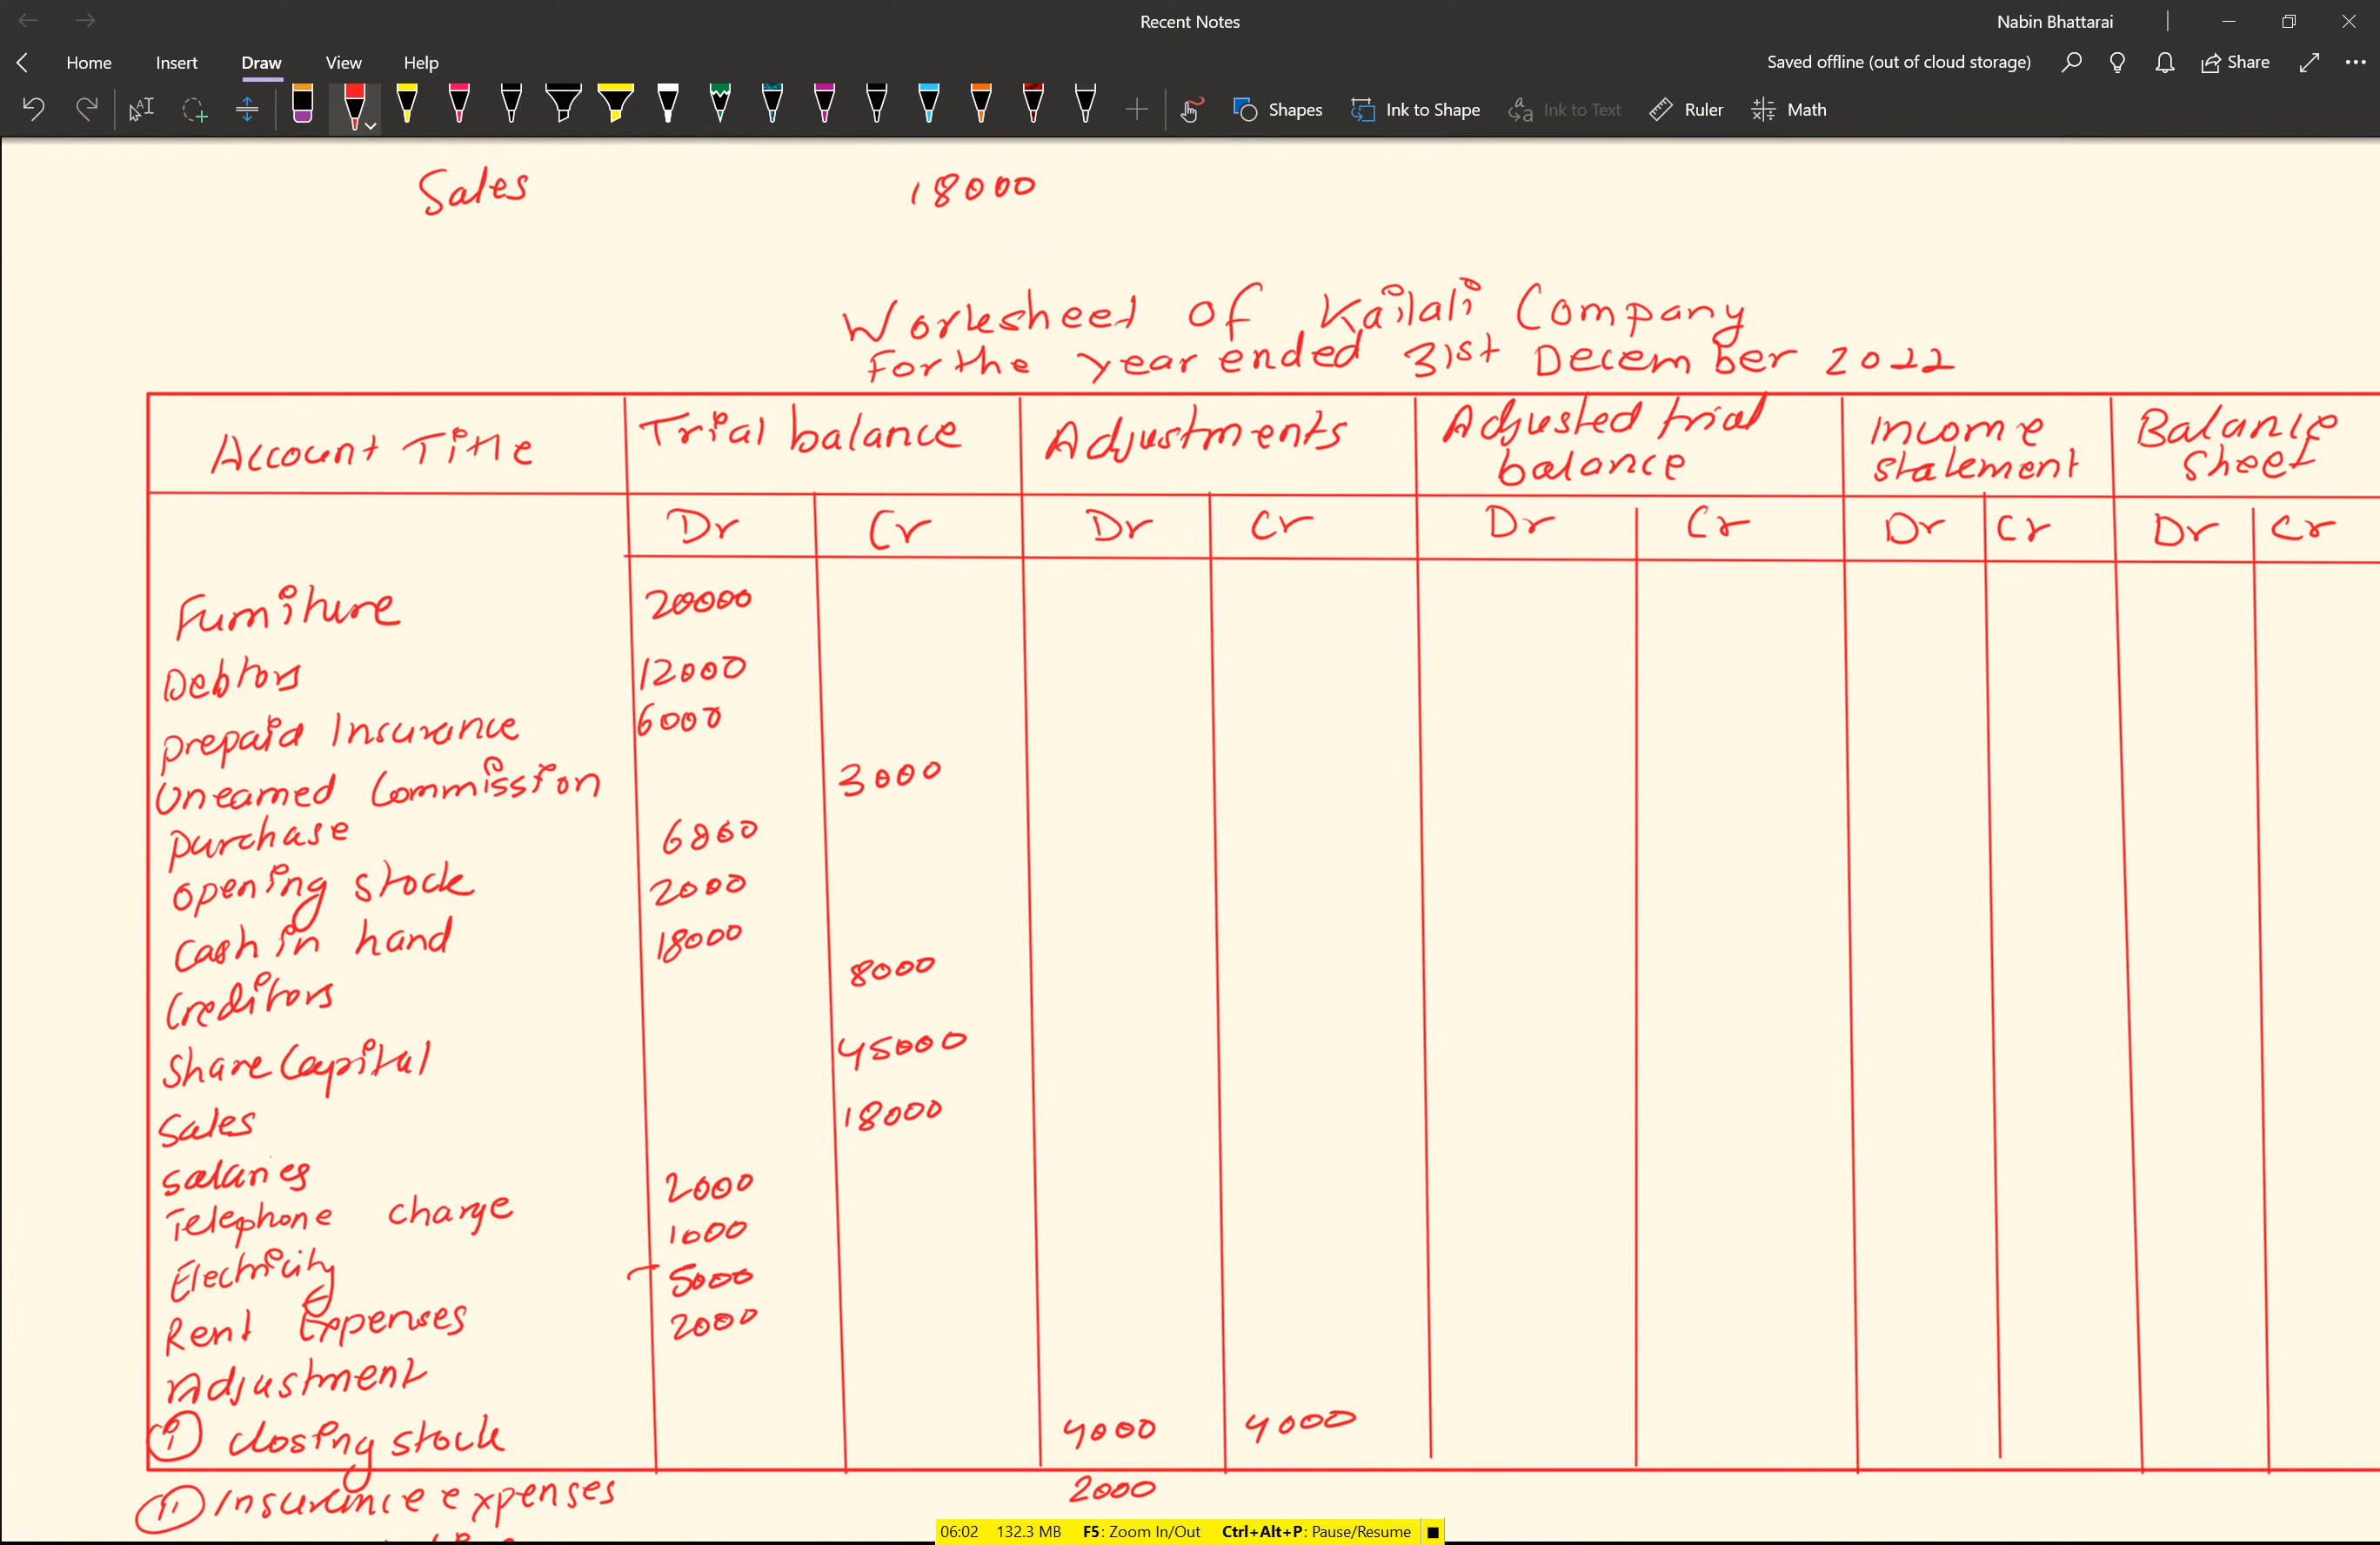 Recent Notes
Nabin Bhattarai
Home Insert Draw View Help
Saved offline (out of cloud storage)
Share
Shapes Ink to Shape Ink to Text Ruler Math
Sales 18000
Worksheet of Kailali Company
For the year ended 31st December 2022
Account Title Trial balance Adjustments Adjusted trial balance Income statement Balance sheet
Dr Cr Dr Cr Dr Cr Dr Cr Dr Cr
Furniture 20000
Debtors 12000
prepaid Insurance 6000
Unearned Commission 3000
purchase 6000
opening stock 2000
cash in hand 18000
Creditors 8000
Share Capital 45000
Sales 18000
salaries 2000
Telephone charge 1000
Electricity 5000
Rent Expenses 2000
Adjustment
i closing stock 4000 4000
ii Insurance expenses 2000
06:02 132.3 MB F5: Zoom In/Out Ctrl+Alt+P: Pause/Resume